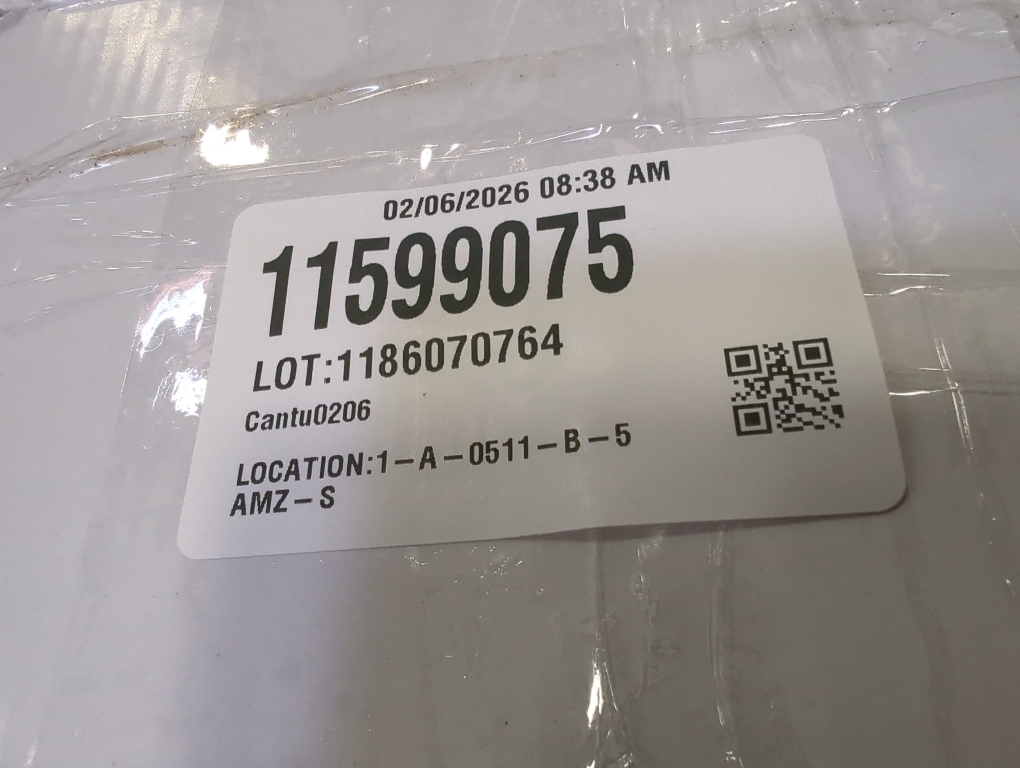 02/06/2026 08:38 AM
11599075
LOT:1186070764
Cantu0206
LOCATION:1-A-0511-B-5
AMZ-S